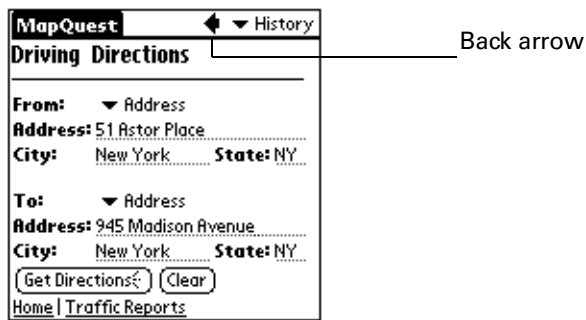 MapQuest History
Back arrow
Driving Directions
From: Address
Address: 51 Astor Place
City: New York State: NY
To: Address
Address: 945 Madison Avenue
City: New York State: NY
Get Directions Clear
Home | Traffic Reports